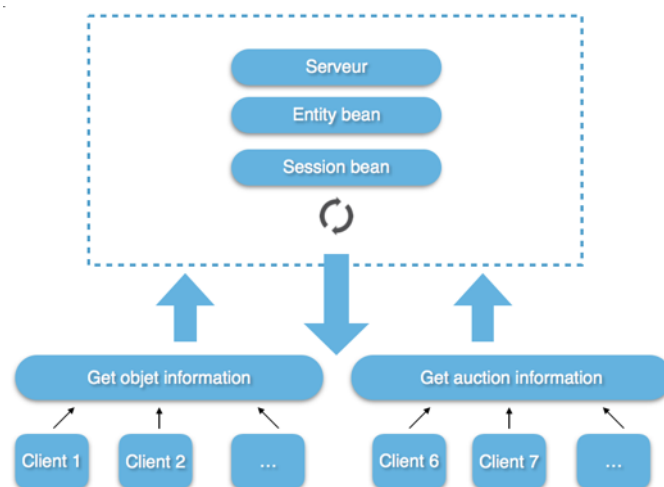 Serveur
Entity bean
Session bean
Get objet information
Get auction information
Client 1
Client 2
...
Client 6
Client 7
...